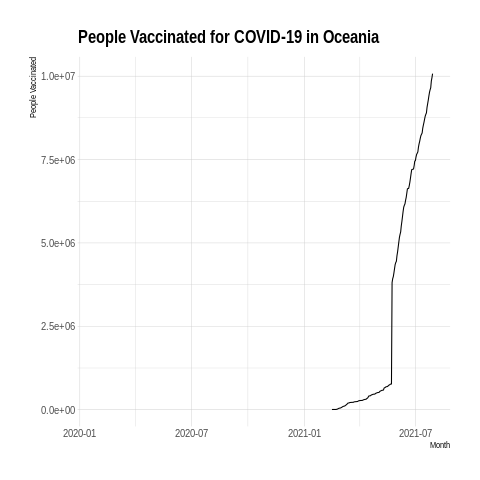 People Vaccinated for COVID-19 in Oceania
People Vaccinated
1.0e+07
7.5e+06
5.0e+06
2.5e+06
0.0e+00
2020-01
2020-07
2021-01
2021-07
Month